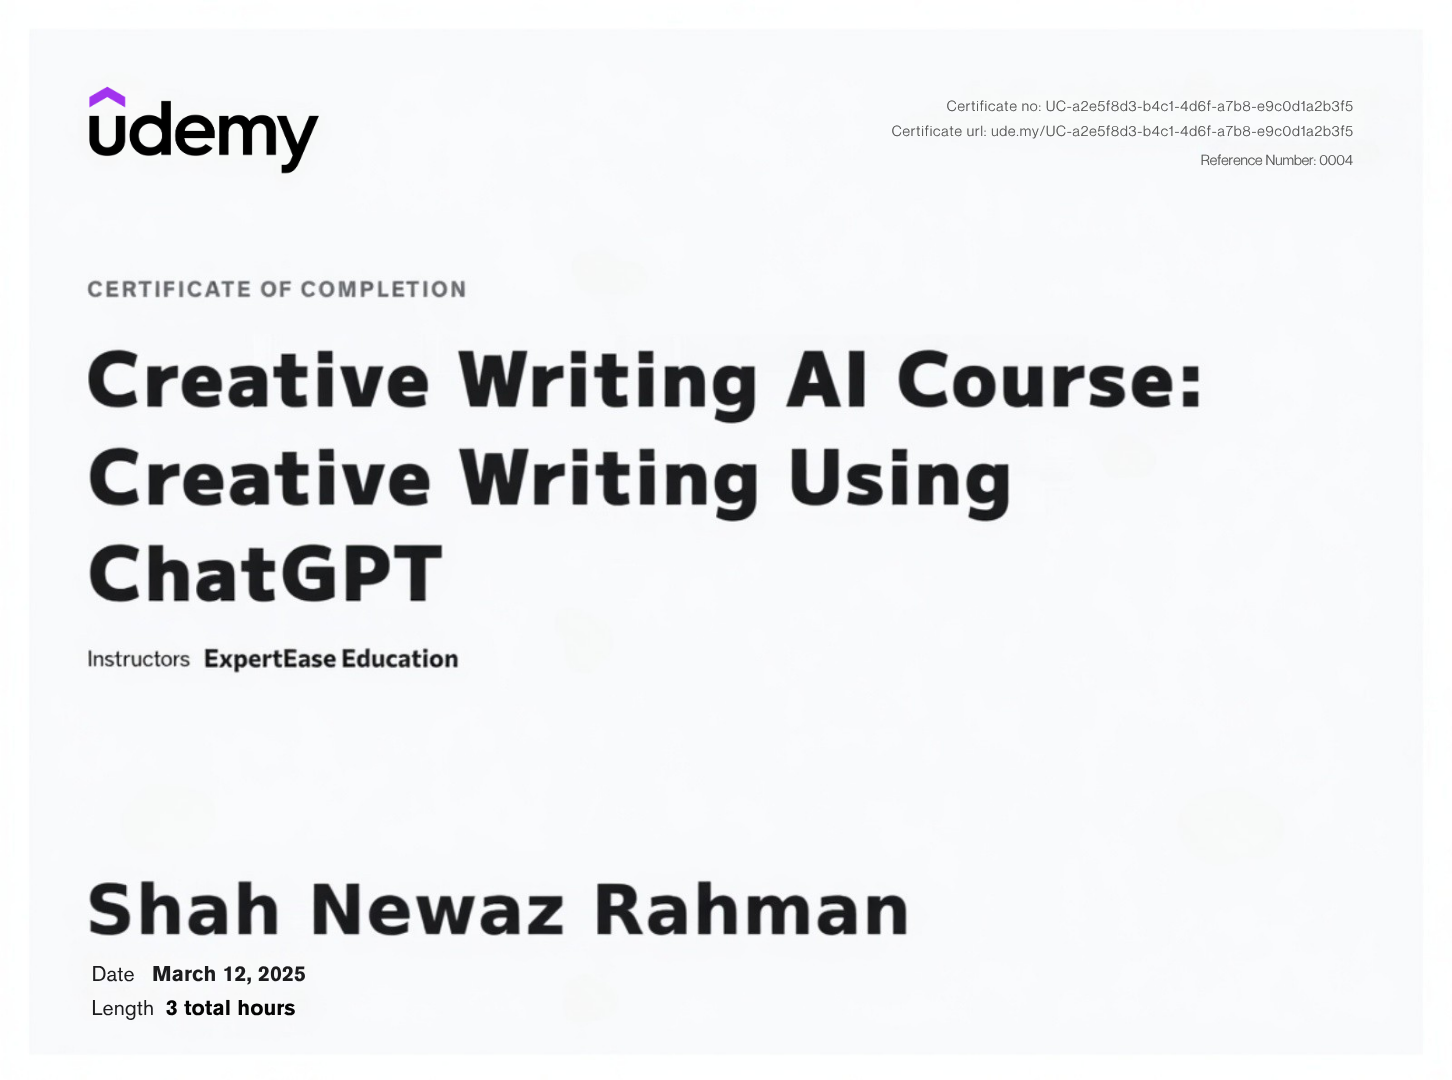 udemy
Certificate no: UC-a2e5f8d3-b4c1-4d6f-a7b8-e9c0d1a2b3f5
Certificate url: ude.my/UC-a2e5f8d3-b4c1-4d6f-a7b8-e9c0d1a2b3f5
Reference Number: 0004
CERTIFICATE OF COMPLETION
Creative Writing AI Course:
Creative Writing Using
ChatGPT
Instructors ExpertEase Education
Shah Newaz Rahman
Date March 12, 2025
Length 3 total hours